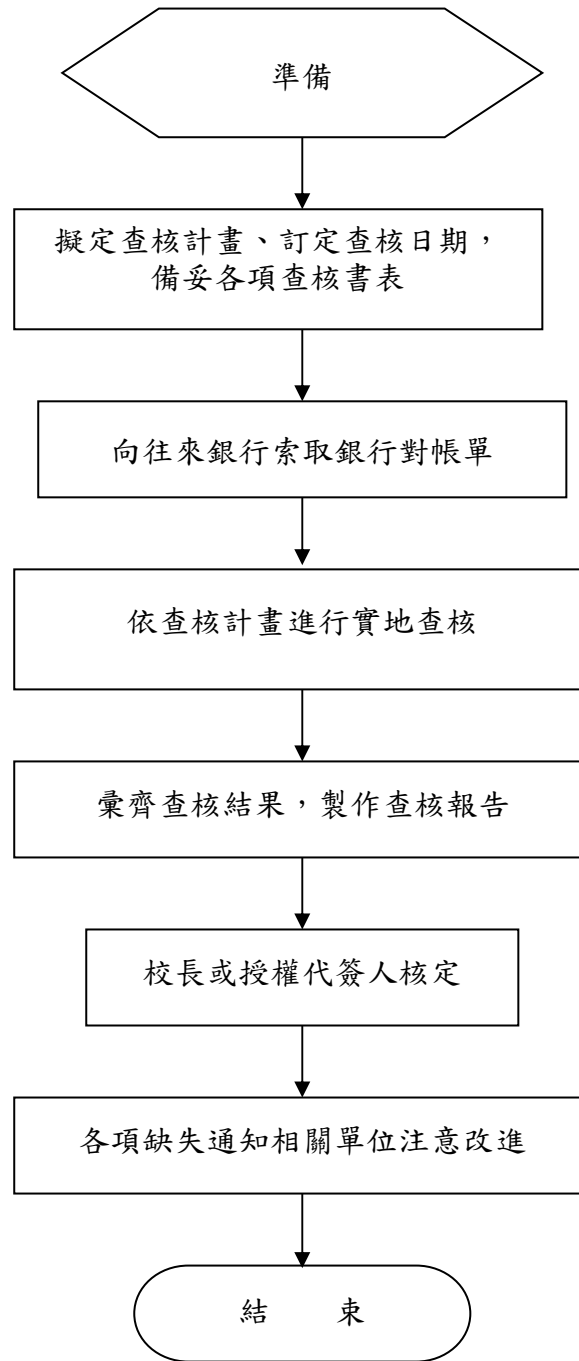 準備
擬定查核計畫、訂定查核日期，
備妥各項查核書表
向往來銀行索取銀行對帳單
依查核計畫進行實地查核
彙齊查核結果，製作查核報告
校長或授權代簽人核定
各項缺失通知相關單位注意改進
結　　束